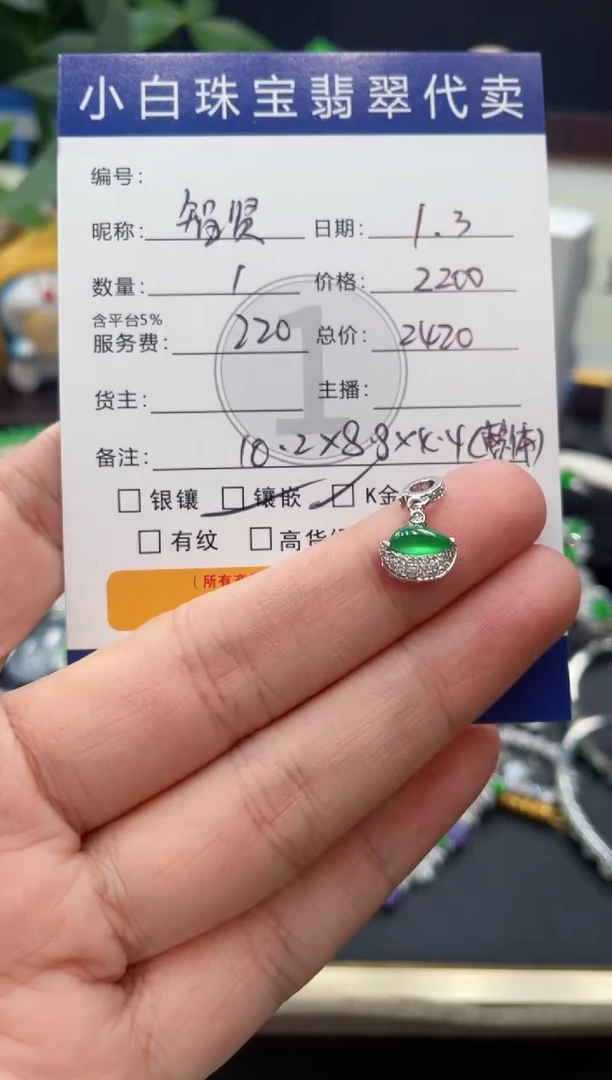 小白珠宝翡翠代卖
编号:
昵称: 智贤 日期: 1.3
数量: 1 价格: 2200
含平台5%
服务费: 220 总价: 2420
货主: 主播:
1
备注: 10.2×8.8×4.4(整体)
□ 银镶 □ 镶嵌 □ K金
□ 有纹 □ 高货
(所有